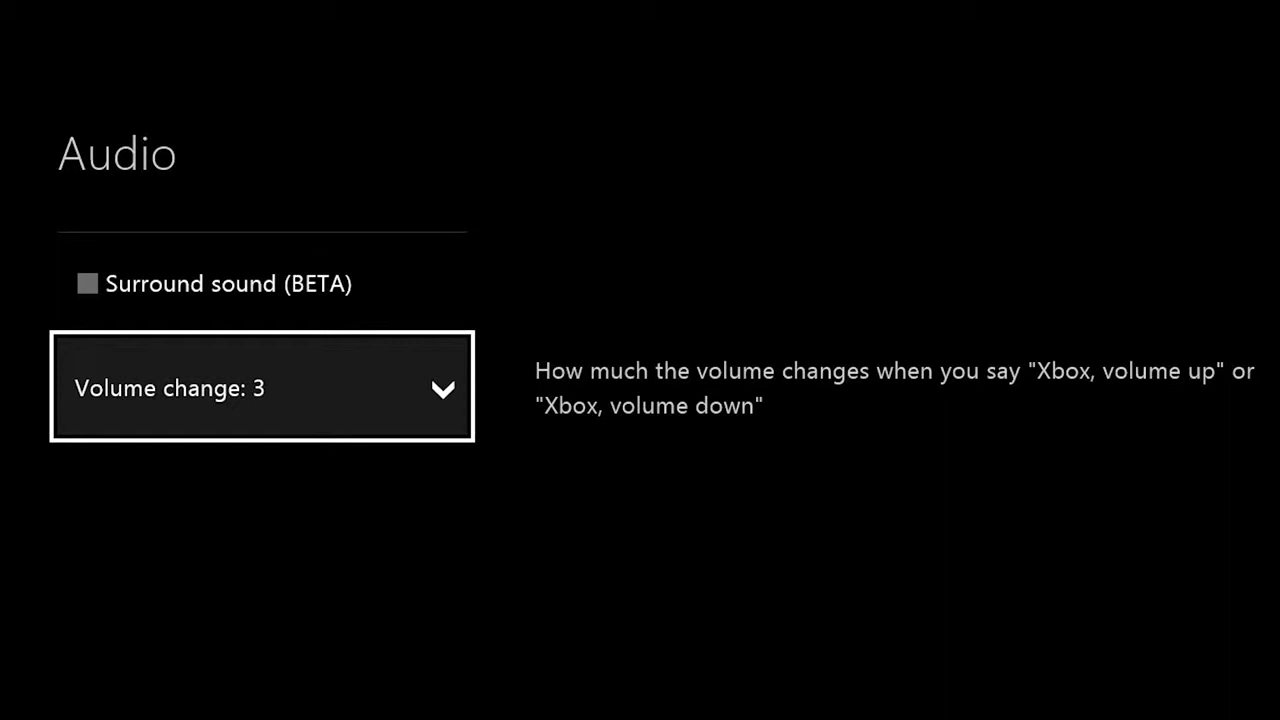 Audio
Surround sound (BETA)
Volume change: 3
How much the volume changes when you say "Xbox, volume up" or
"Xbox, volume down"